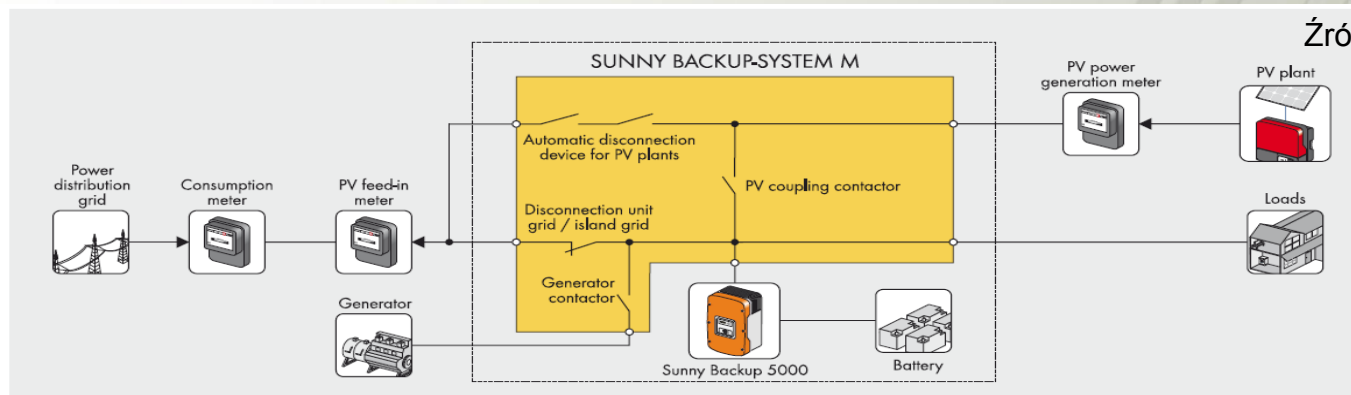 Źró
SUNNY BACKUP-SYSTEM M
PV power
generation meter
PV plant
Automatic disconnection
device for PV plants
Power
distribution
grid
Consumption
meter
PV feed-in
meter
PV coupling contactor
Disconnection unit
grid / island grid
Loads
Generator
contactor
Generator
Sunny Backup 5000
Battery